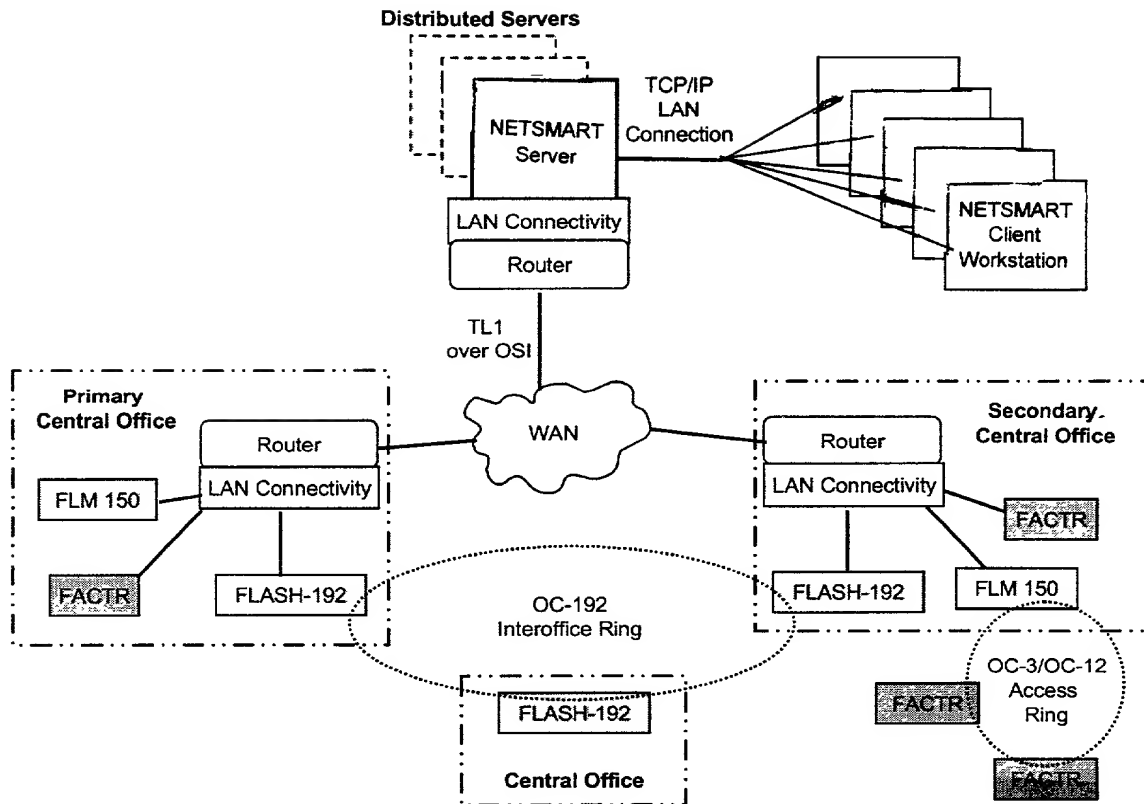 Distributed Servers
NETSMART
Server
TCP/IP
LAN
Connection
NETSMART
Client
Workstation
LAN Connectivity
Router
TL1
over OSI
Primary
Central Office
Router
LAN Connectivity
FLM 150
FACTR
FLASH-192
WAN
Secondary
Central Office
Router
LAN Connectivity
FACTR
FLASH-192
FLM 150
OC-192
Interoffice Ring
OC-3/OC-12
Access
Ring
FACTR
FACTR
FLASH-192
Central Office